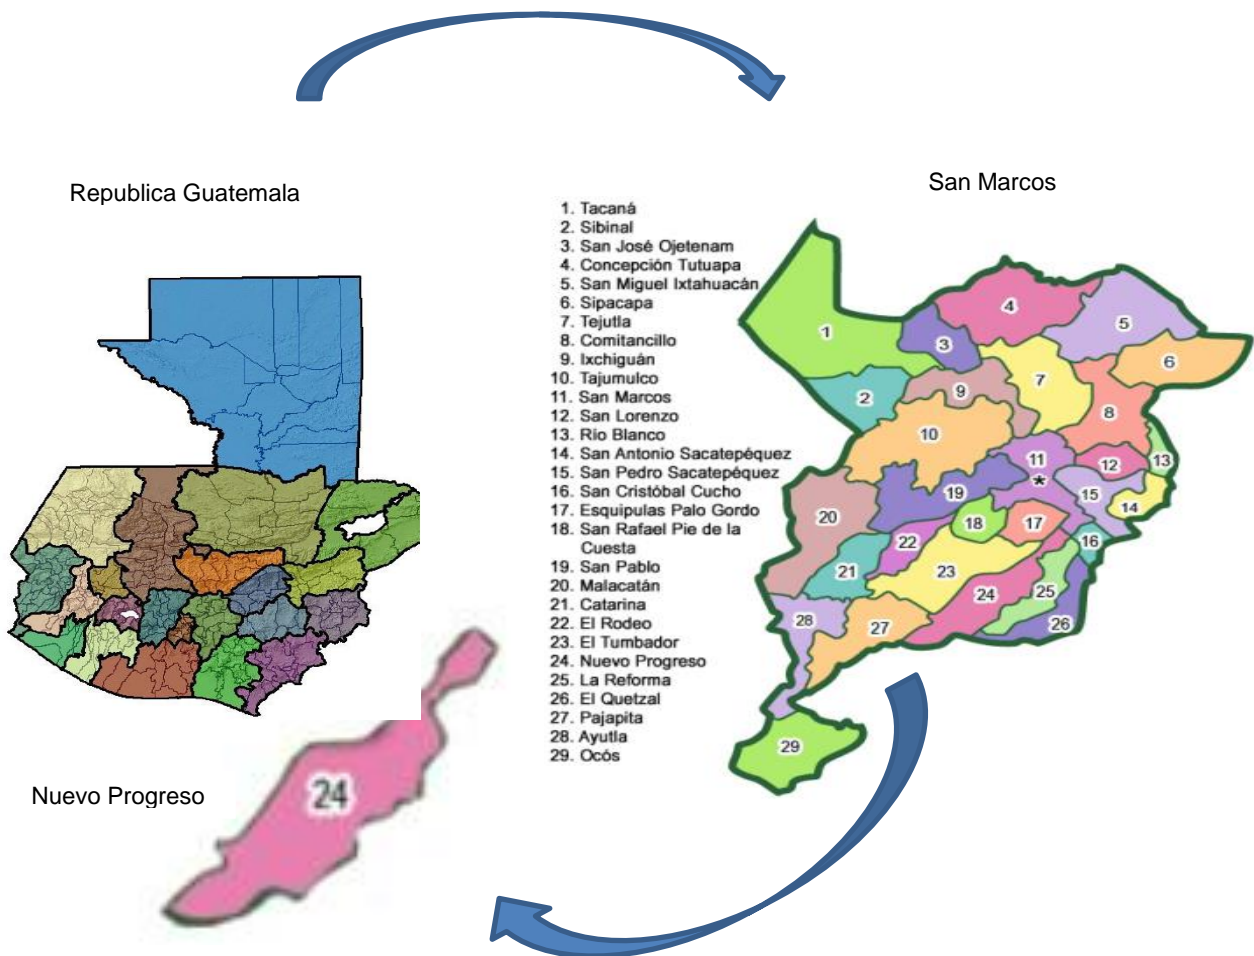 Republica Guatemala
San Marcos
1. Tacaná
2. Sibinal
3. San José Ojetenam
4. Concepción Tutuapa
5. San Miguel Ixtahuacán
6. Sipacapa
7. Tejutla
8. Comitancillo
9. Ixchiguán
10. Tajumulco
11. San Marcos
12. San Lorenzo
13. Río Blanco
14. San Antonio Sacatepéquez
15. San Pedro Sacatepéquez
16. San Cristóbal Cucho
17. Esquipulas Palo Gordo
18. San Rafael Pie de la
Cuesta
19. San Pablo
20. Malacatán
21. Catarina
22. El Rodeo
23. El Tumbador
24. Nuevo Progreso
25. La Reforma
26. El Quetzal
27. Pajapita
28. Ayutla
29. Ocós
1
2
3
4
5
6
7
8
9
10
11
*
12
13
14
15
16
17
18
19
20
21
22
23
24
25
26
27
28
29
Nuevo Progreso
24